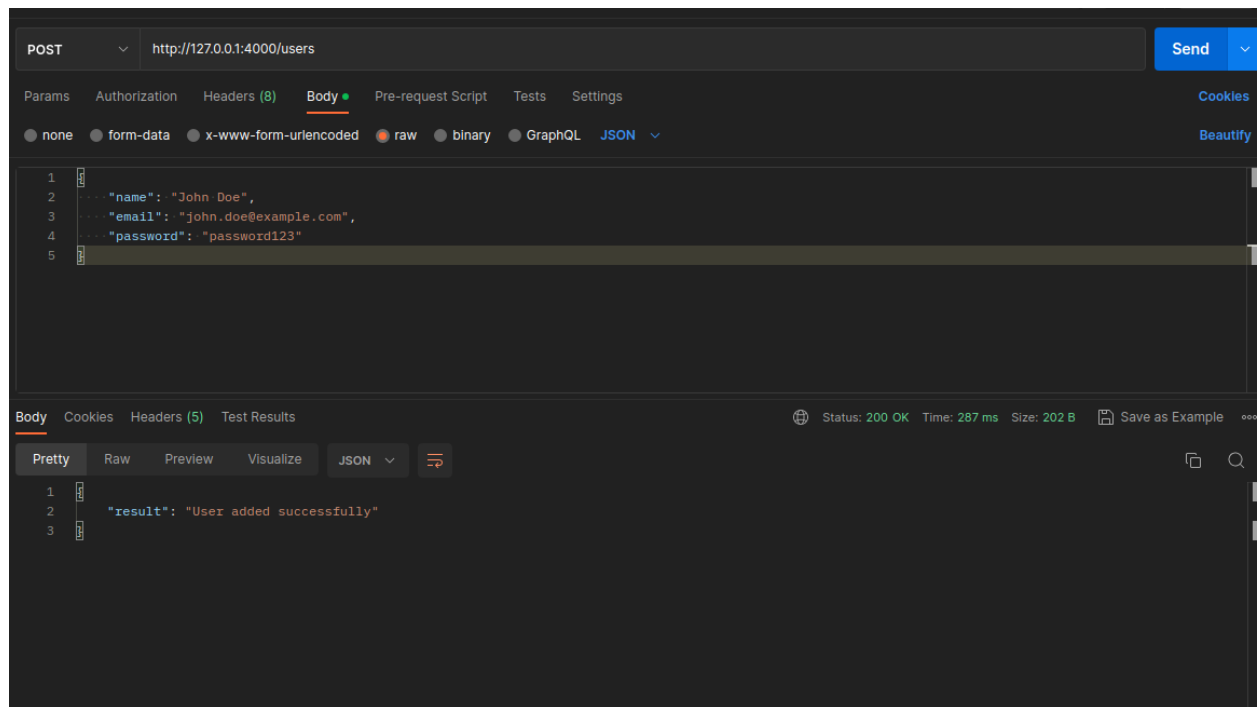 POST http://127.0.0.1:4000/users Send
Params Authorization Headers (8) Body Pre-request Script Tests Settings Cookies
none form-data x-www-form-urlencoded raw binary GraphQL JSON Beautify
1 {
2 "name": "John Doe",
3 "email": "john.doe@example.com",
4 "password": "password123"
5 }
Body Cookies Headers (5) Test Results Status: 200 OK Time: 287 ms Size: 202 B Save as Example
Pretty Raw Preview Visualize JSON
1 {
2 "result": "User added successfully"
3 }